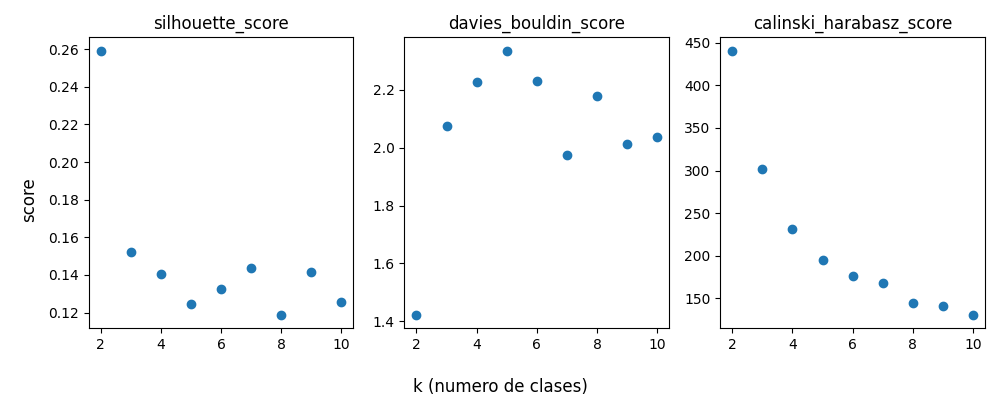 silhouette_score
davies_bouldin_score
calinski_harabasz_score
score
0.26
0.24
0.22
0.20
0.18
0.16
0.14
0.12
2 4 6 8 10
2.2
2.0
1.8
1.6
1.4
2 4 6 8 10
450
400
350
300
250
200
150
2 4 6 8 10
k (numero de clases)